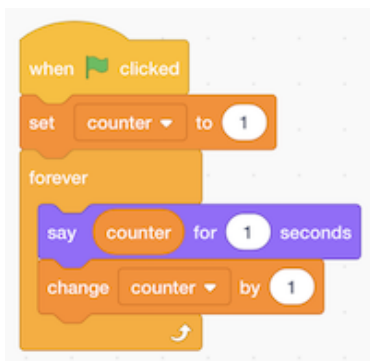 when clicked
set counter to 1
forever
say counter for 1 seconds
change counter by 1